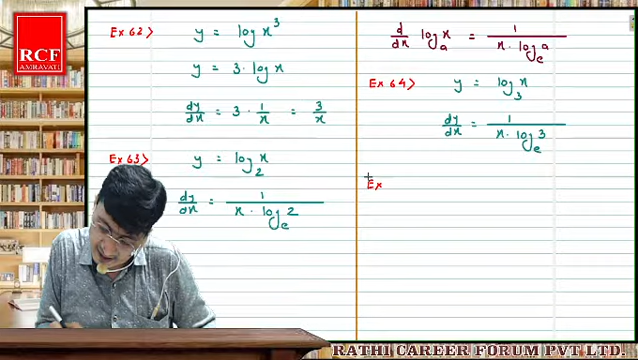 RCF
AMRAVATI
Ex 62> y = log x³
y = 3 · log x
dy/dx = 3 · 1/x = 3/x
Ex 63> y = log₂ x
dy/dx = 1/(x · logₑ 2)
d/dx logₐ x = 1/(x · logₑ a)
Ex 64> y = log₃ x
dy/dx = 1/(x · logₑ 3)
Ex
RATHI CAREER FORUM PVT LTD.